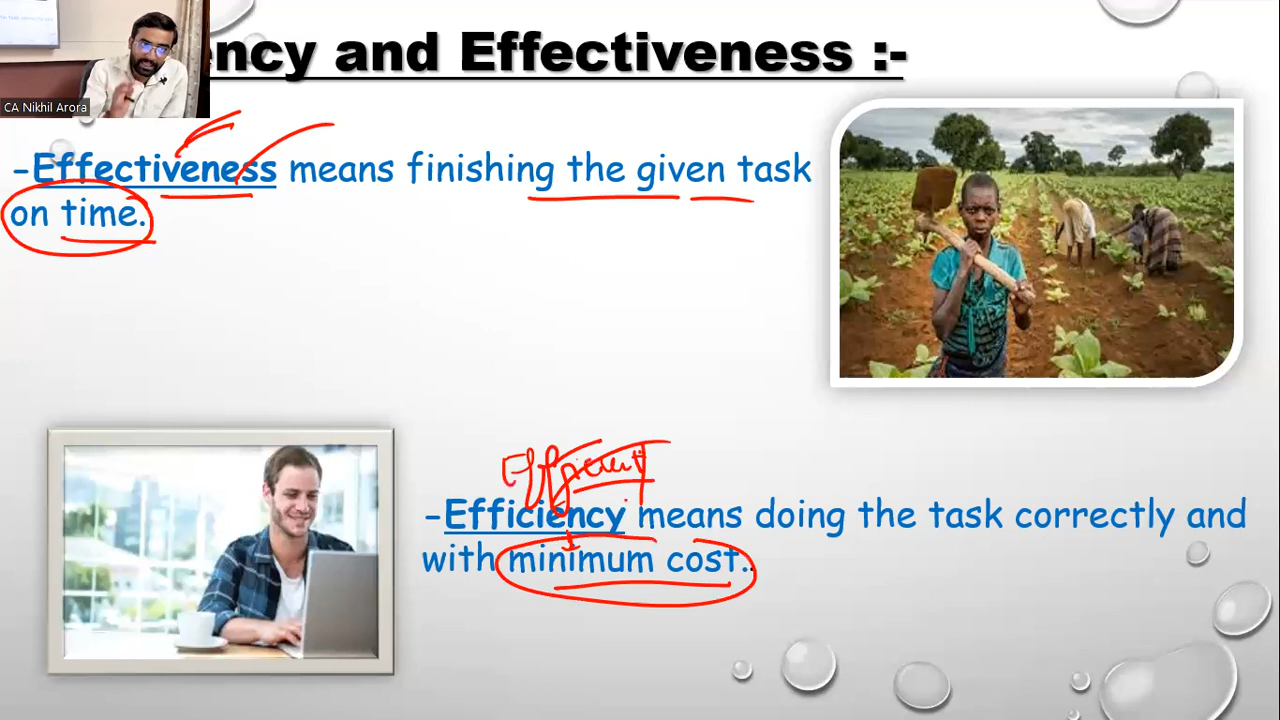 ency and Effectiveness :-
CA Nikhil Arora
-Effectiveness means finishing the given task
on time.
Efficient
-Efficiency means doing the task correctly and
with minimum cost..